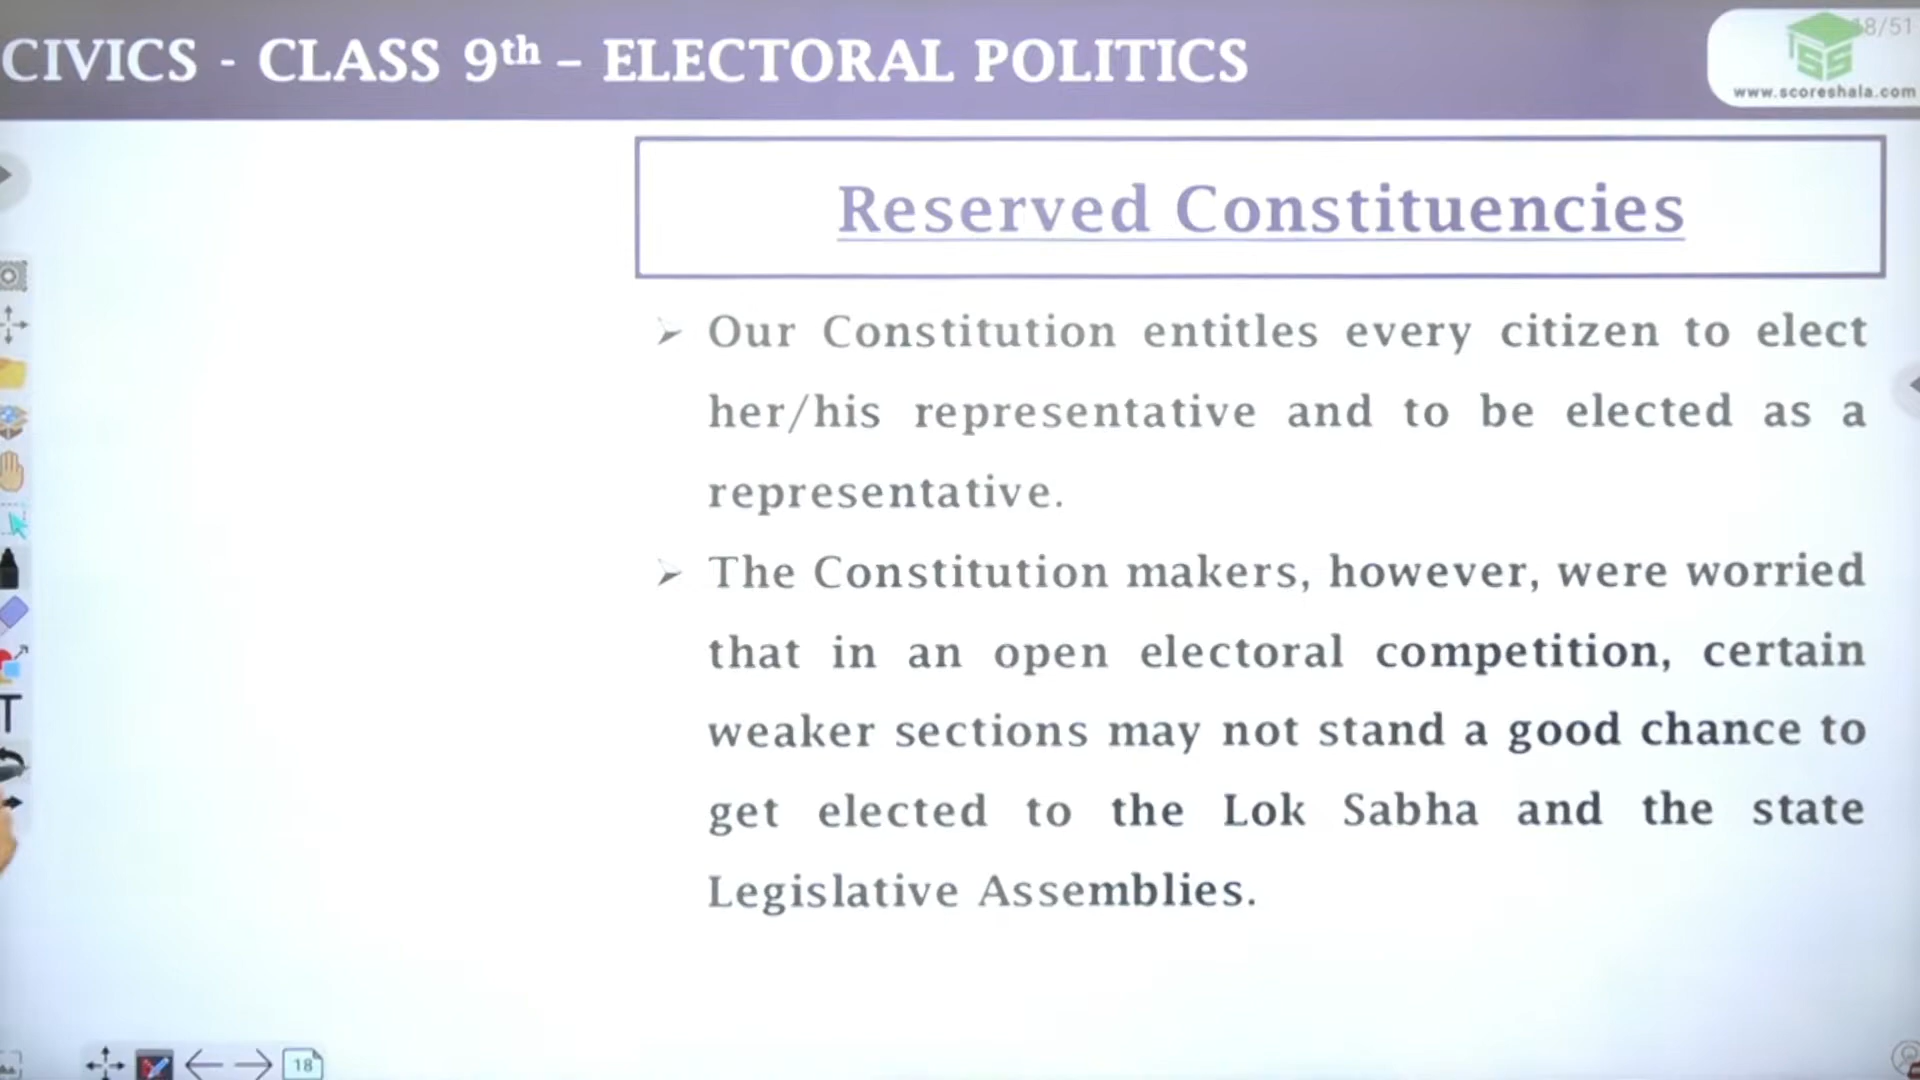 CIVICS - CLASS 9th – ELECTORAL POLITICS
18/51
SS
www.scoreshala.com
Reserved Constituencies
➢ Our Constitution entitles every citizen to elect
her/his representative and to be elected as a
representative.
➢ The Constitution makers, however, were worried
that in an open electoral competition, certain
weaker sections may not stand a good chance to
get elected to the Lok Sabha and the state
Legislative Assemblies.
T
18